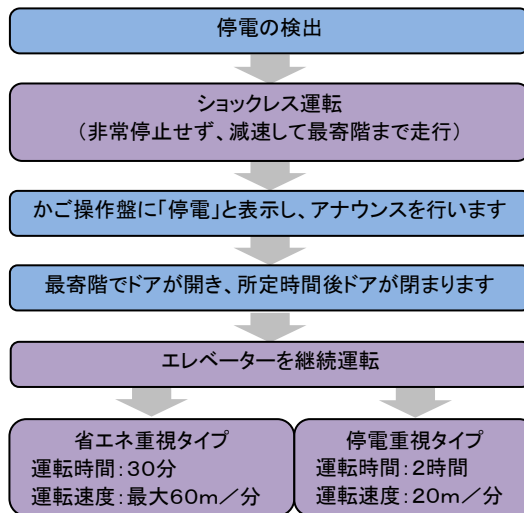 停電の検出
ショックレス運転
（非常停止せず、減速して最寄階まで走行）
かご操作盤に「停電」と表示し、アナウンスを行います
最寄階でドアが開き、所定時間後ドアが閉まります
エレベーターを継続運転
省エネ重視タイプ
運転時間：30分
運転速度：最大60m／分
停電重視タイプ
運転時間：2時間
運転速度：20m／分